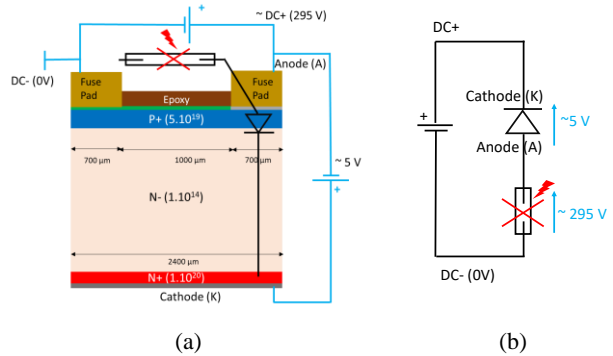 ~ DC+ (295 V)
+
DC- (0V)
Anode (A)
Fuse Pad
Epoxy
Fuse Pad
P+ (5.10¹⁹)
700 µm
1000 µm
700 µm
~ 5 V
+
N- (1.10¹⁴)
2400 µm
N+ (1.10²⁰)
Cathode (K)
(a)
DC+
Cathode (K)
+
~5 V
Anode (A)
~ 295 V
DC- (0V)
(b)